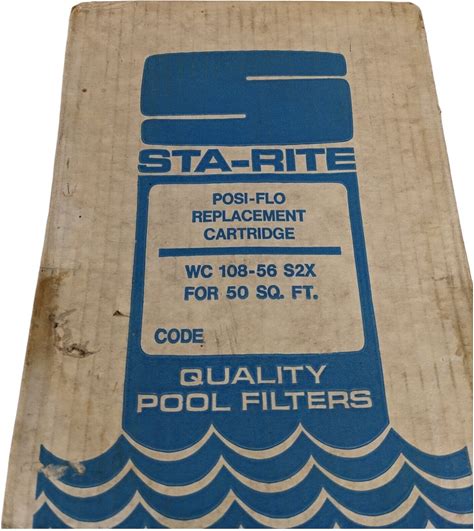 STA-RITE
POSI-FLO
REPLACEMENT
CARTRIDGE
WC 108-56 S2X
FOR 50 SQ. FT.
CODE
QUALITY
POOL FILTERS